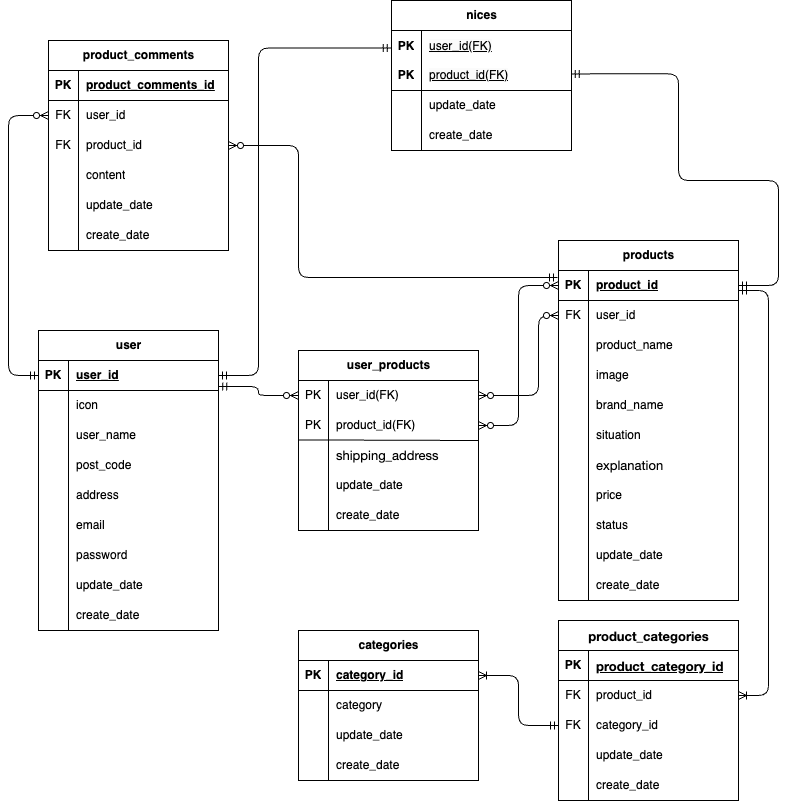 nices
PK user_id(FK)
PK product_id(FK)
update_date
create_date
product_comments
PK product_comments_id
FK user_id
FK product_id
content
update_date
create_date
products
PK product_id
FK user_id
product_name
image
brand_name
situation
explanation
price
status
update_date
create_date
user
PK user_id
icon
user_name
post_code
address
email
password
update_date
create_date
user_products
PK user_id(FK)
PK product_id(FK)
shipping_address
update_date
create_date
categories
PK category_id
category
update_date
create_date
product_categories
PK product_category_id
FK product_id
FK category_id
update_date
create_date